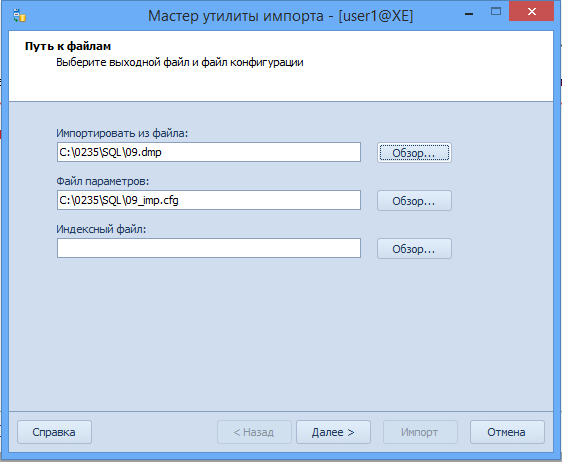 Мастер утилиты импорта - [user1@XE]
Путь к файлам
Выберите выходной файл и файл конфигурации
Импортировать из файла:
C:\0235\SQL\09.dmp Обзор...
Файл параметров:
C:\0235\SQL\09_imp.cfg Обзор...
Индексный файл:
Обзор...
Справка < Назад Далее > Импорт Отмена